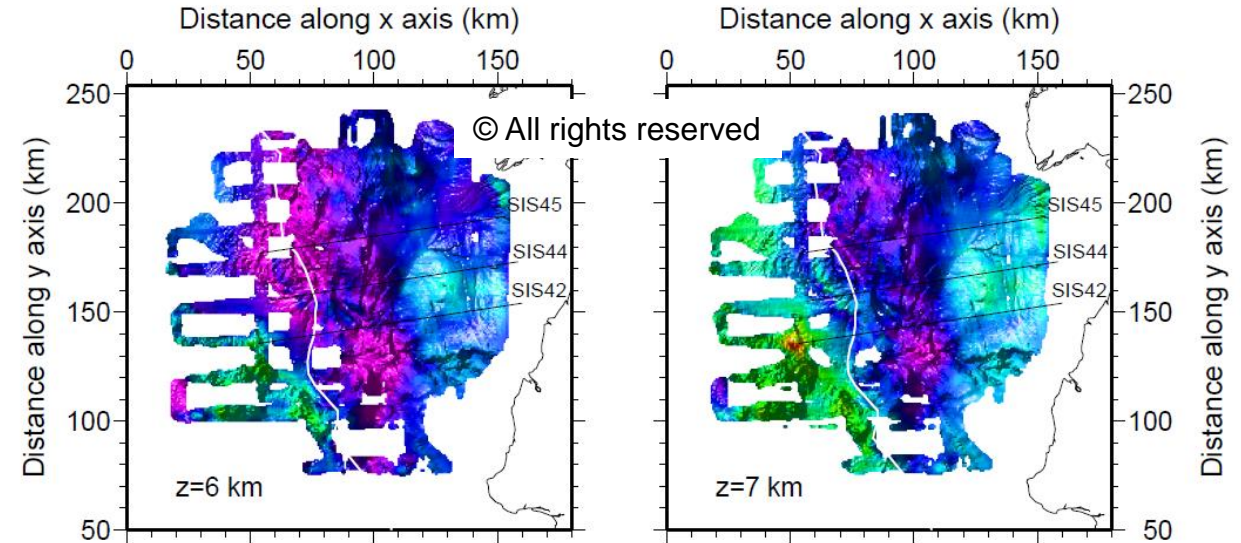 Distance along x axis (km)
Distance along x axis (km)
0 50 100 150
0 50 100 150
250
250
© All rights reserved
200
SIS45
SIS45
200
SIS44
SIS44
150
SIS42
SIS42
150
100
100
z=6 km
z=7 km
50
50
Distance along y axis (km)
Distance along y axis (km)